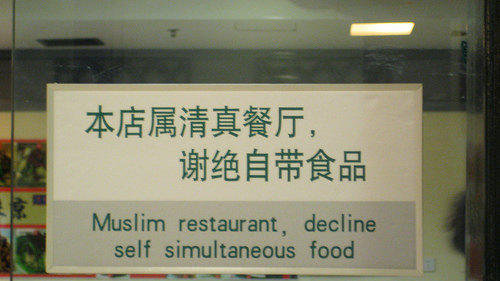 本店属清真餐厅，
谢绝自带食品
Muslim restaurant, decline
self simultaneous food
京